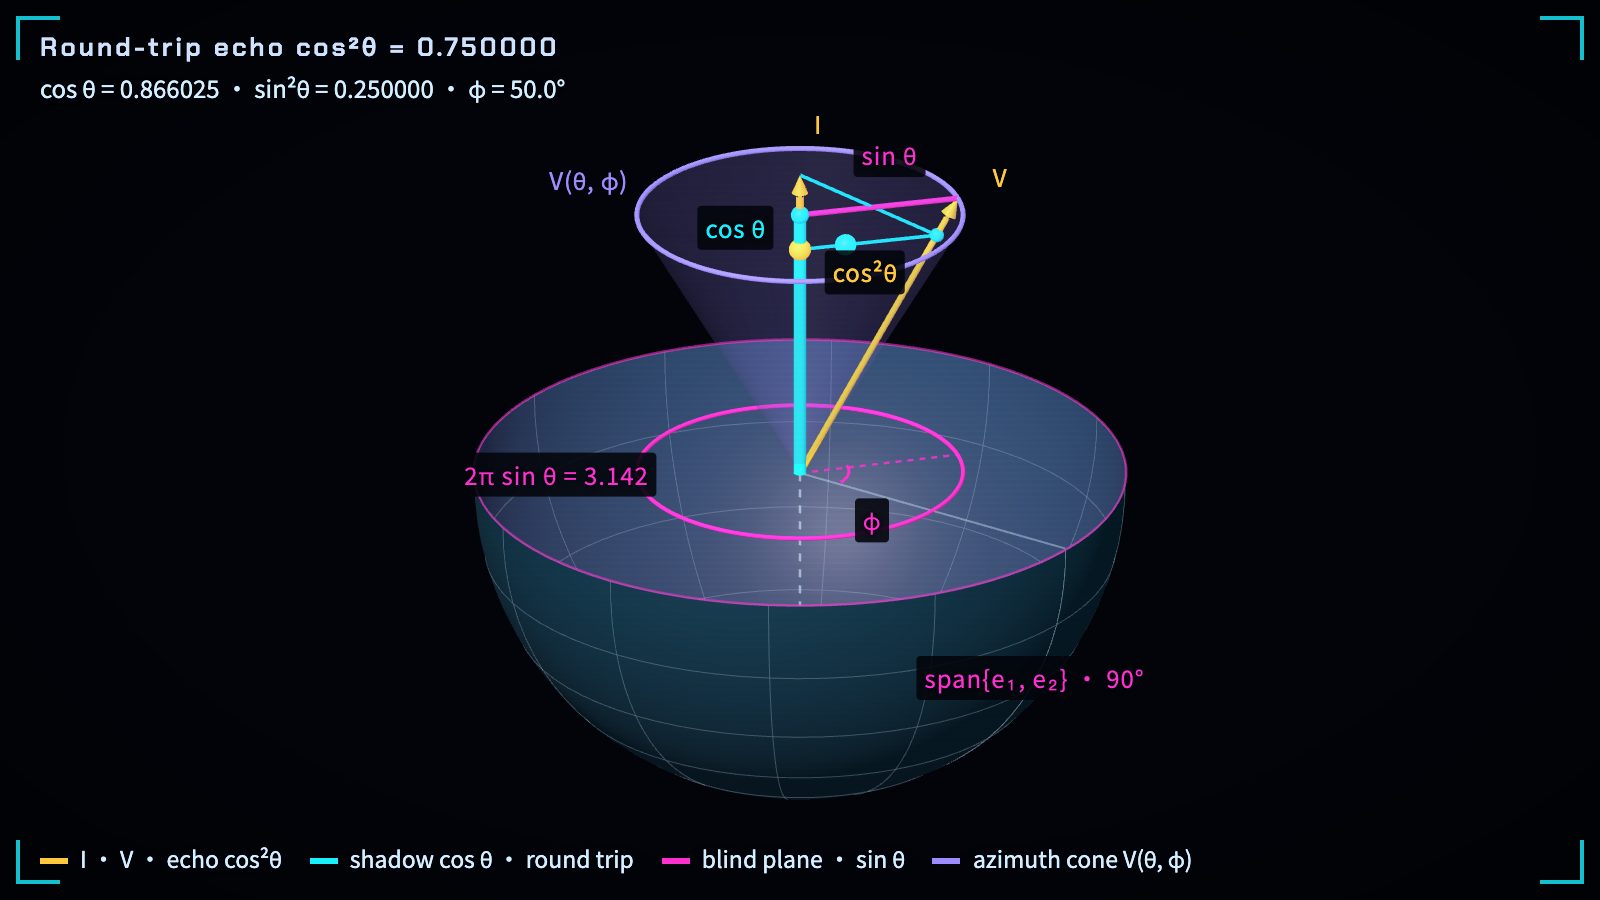 Round-trip echo cos²θ = 0.750000
cos θ = 0.866025 • sin²θ = 0.250000 • ϕ = 50.0°
I
sin θ
V(θ, ϕ)
V
cos θ
cos²θ
2π sin θ = 3.142
ϕ
span{e₁, e₂} • 90°
I • V • echo cos²θ
shadow cos θ • round trip
blind plane • sin θ
azimuth cone V(θ, ϕ)